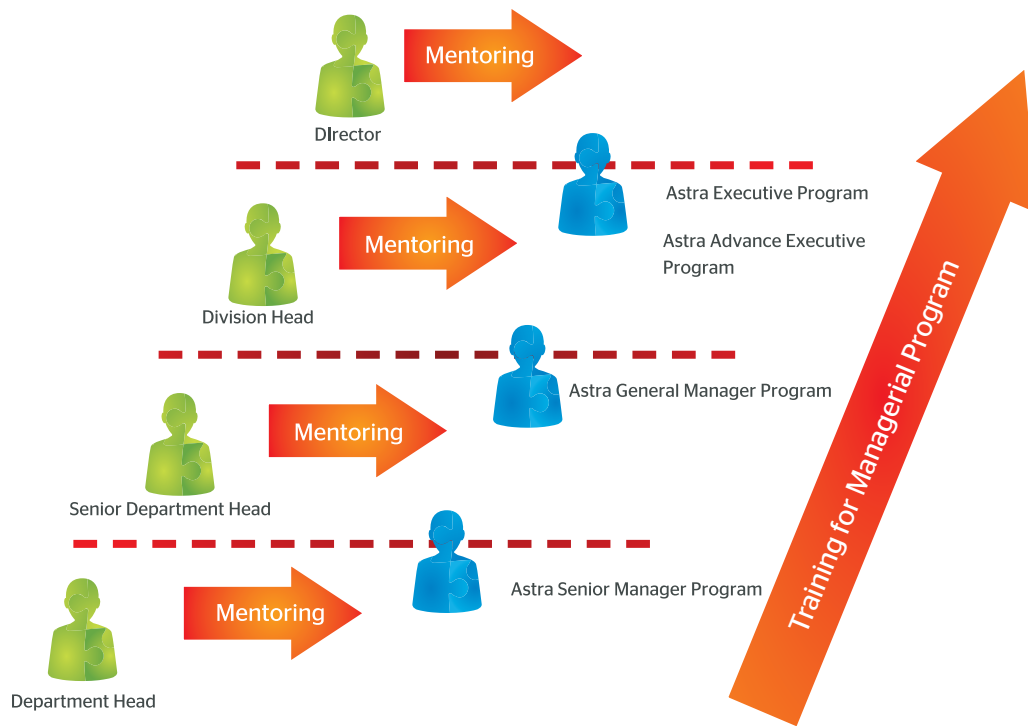 Mentoring
DIrector
Astra Executive Program
Mentoring
Astra Advance Executive
Program
Division Head
Astra General Manager Program
Mentoring
Senior Department Head
Astra Senior Manager Program
Mentoring
Department Head
Training for Managerial Program